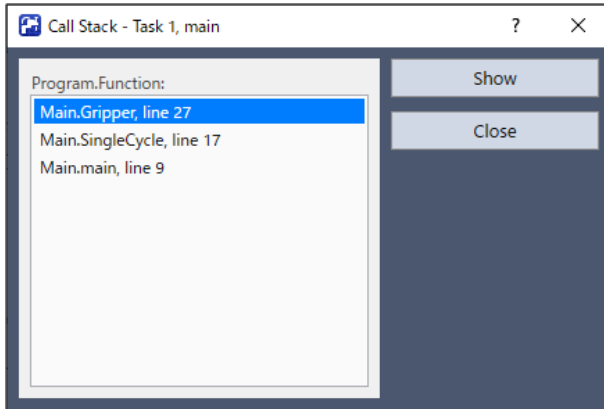 Call Stack - Task 1, main
?
Program.Function:
Main.Gripper, line 27
Main.SingleCycle, line 17
Main.main, line 9
Show
Close